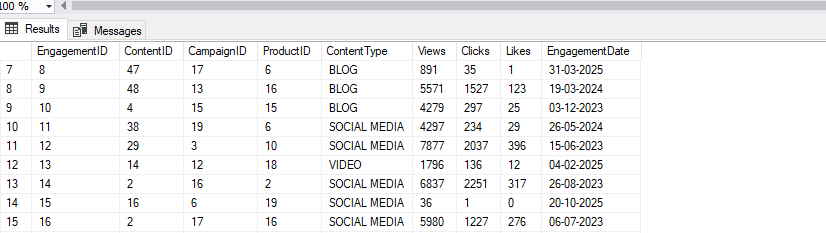 100 %
Results Messages
EngagementID ContentID CampaignID ProductID ContentType Views Clicks Likes EngagementDate
7 8 47 17 6 BLOG 891 35 1 31-03-2025
8 9 48 13 16 BLOG 5571 1527 123 19-03-2024
9 10 4 15 15 BLOG 4279 297 25 03-12-2023
10 11 38 19 6 SOCIAL MEDIA 4297 234 29 26-05-2024
11 12 29 3 10 SOCIAL MEDIA 7877 2037 396 15-06-2023
12 13 14 12 18 VIDEO 1796 136 12 04-02-2025
13 14 2 16 2 SOCIAL MEDIA 6837 2251 317 26-08-2023
14 15 16 6 19 SOCIAL MEDIA 36 1 0 20-10-2025
15 16 2 17 16 SOCIAL MEDIA 5980 1227 276 06-07-2023